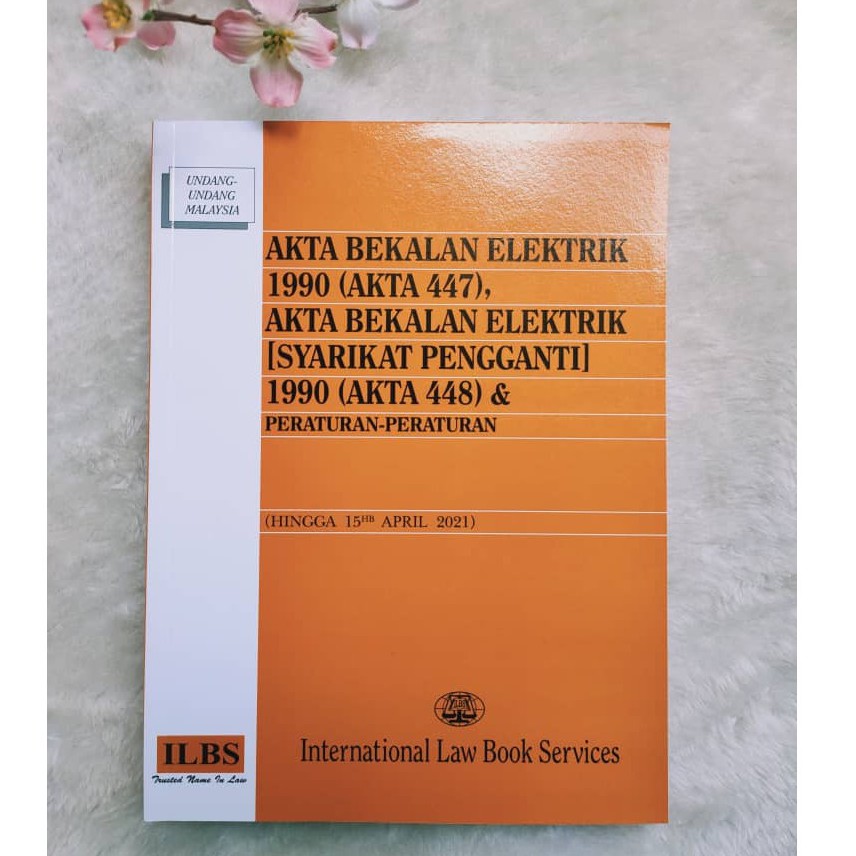 UNDANG-
UNDANG
MALAYSIA
AKTA BEKALAN ELEKTRIK
1990 (AKTA 447),
AKTA BEKALAN ELEKTRIK
[SYARIKAT PENGGANTI]
1990 (AKTA 448) &
PERATURAN-PERATURAN
(HINGGA 15HB APRIL 2021)
ILBS
International Law Book Services
ILBS
Trusted Name In Law